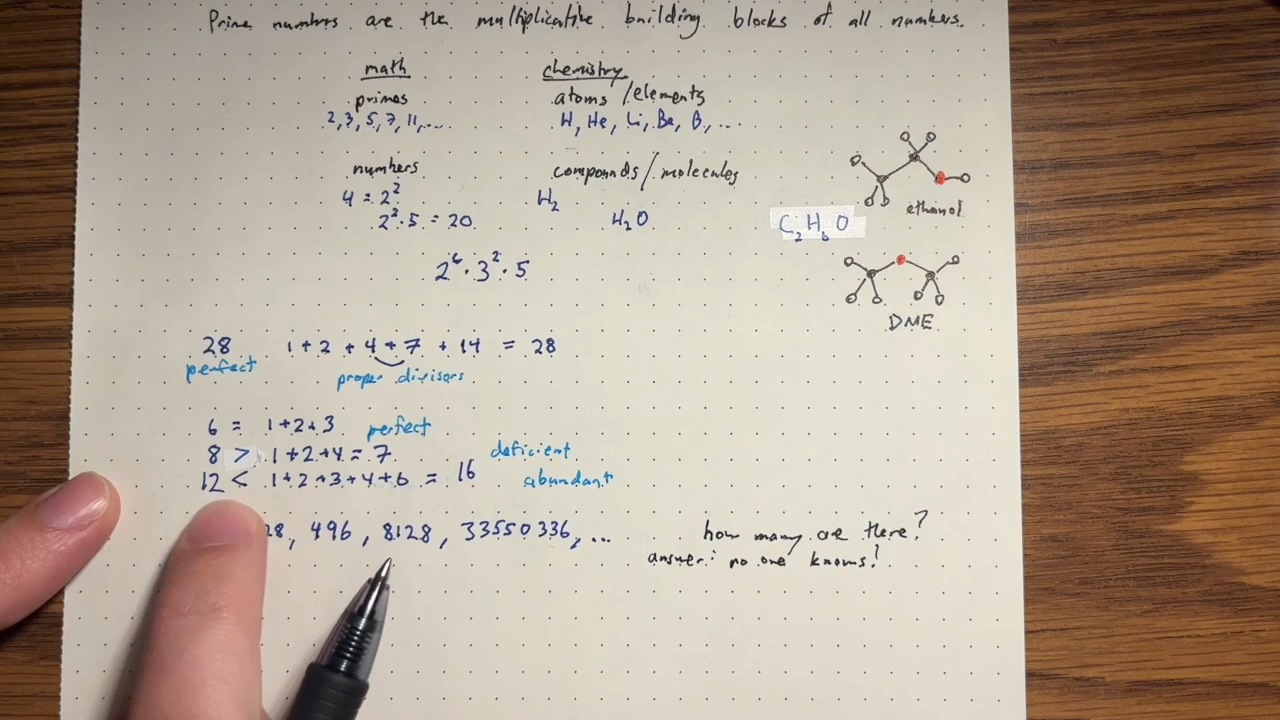 Prime numbers are the multiplicative building blocks of all numbers.
math chemistry
primes atoms/elements
2, 3, 5, 7, 11, ... H, He, Li, Be, B, ...
numbers compounds/molecules
4 = 2² H₂
2²·5 = 20 H₂O C₂H₆O
ethanol
2⁶·3²·5
DME
28 1+2+4+7+14 = 28
perfect proper divisors
6 = 1+2+3 perfect
8 > 1+2+4 = 7 deficient
12 < 1+2+3+4+6 = 16 abundant
28, 496, 8128, 33550336, ... how many are there?
answer: no one knows!